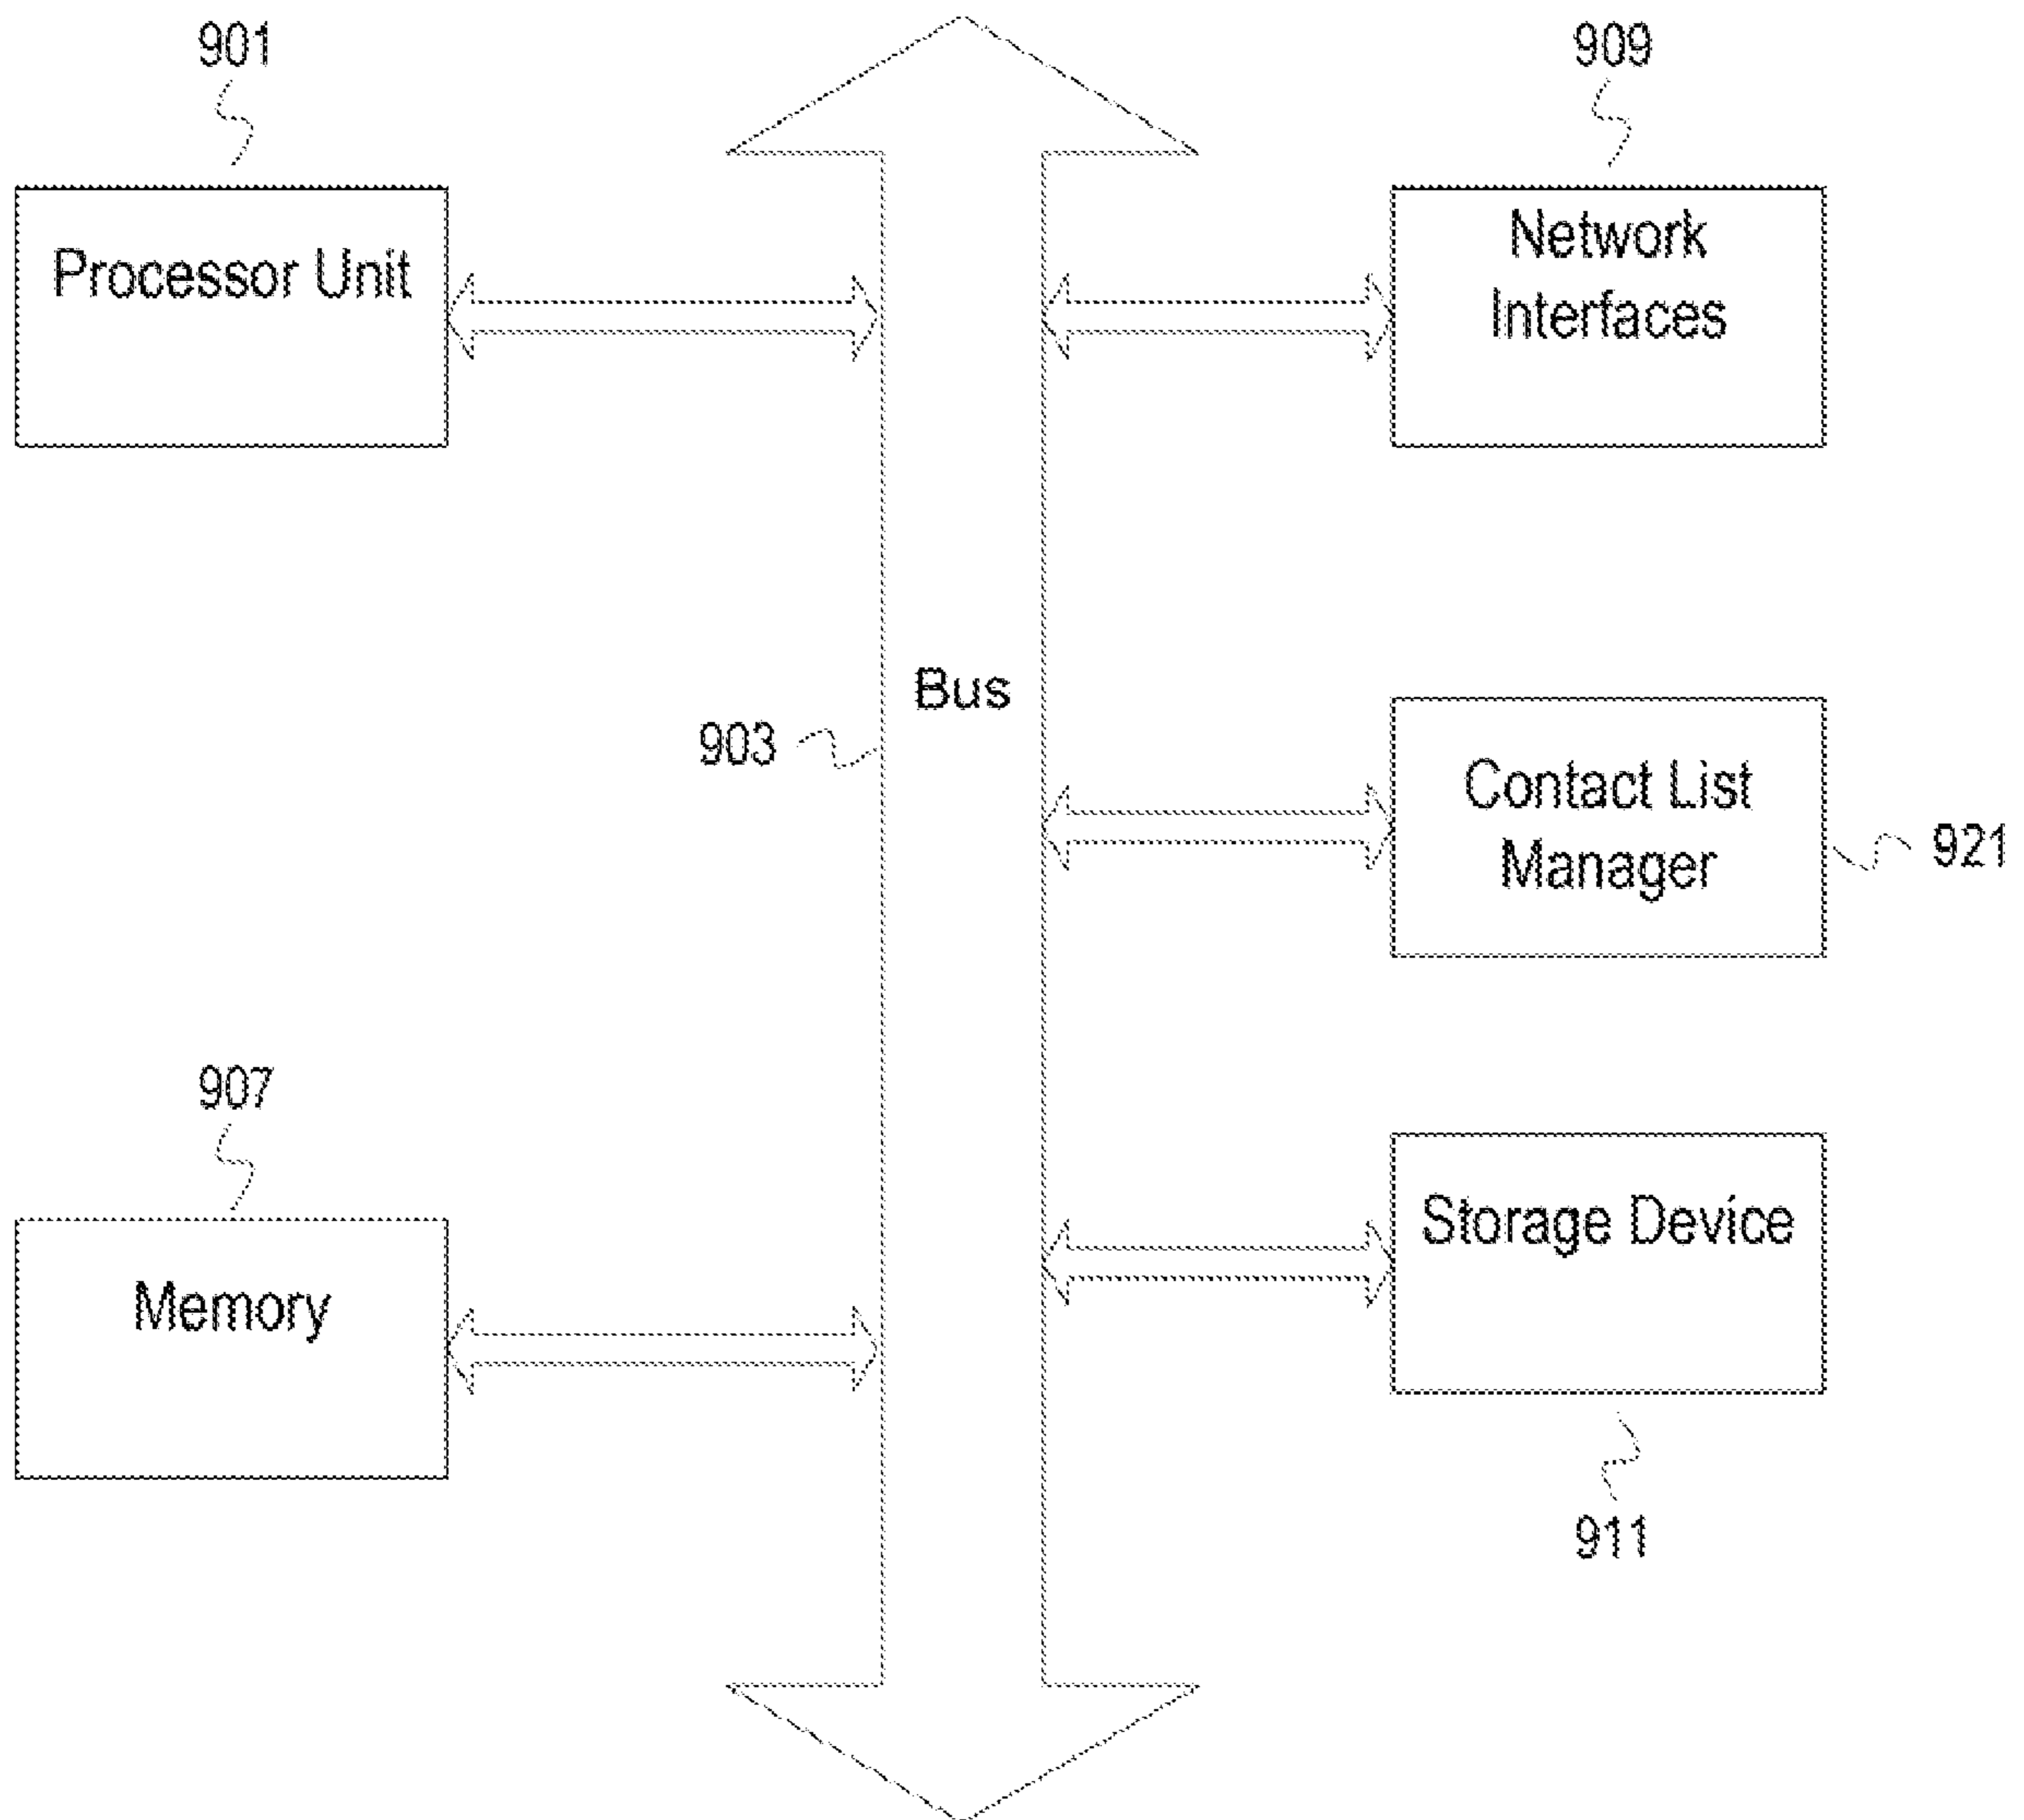 901
909
Processor Unit
Network
Interfaces
Bus
903
Contact List
Manager
921
907
Memory
Storage Device
911